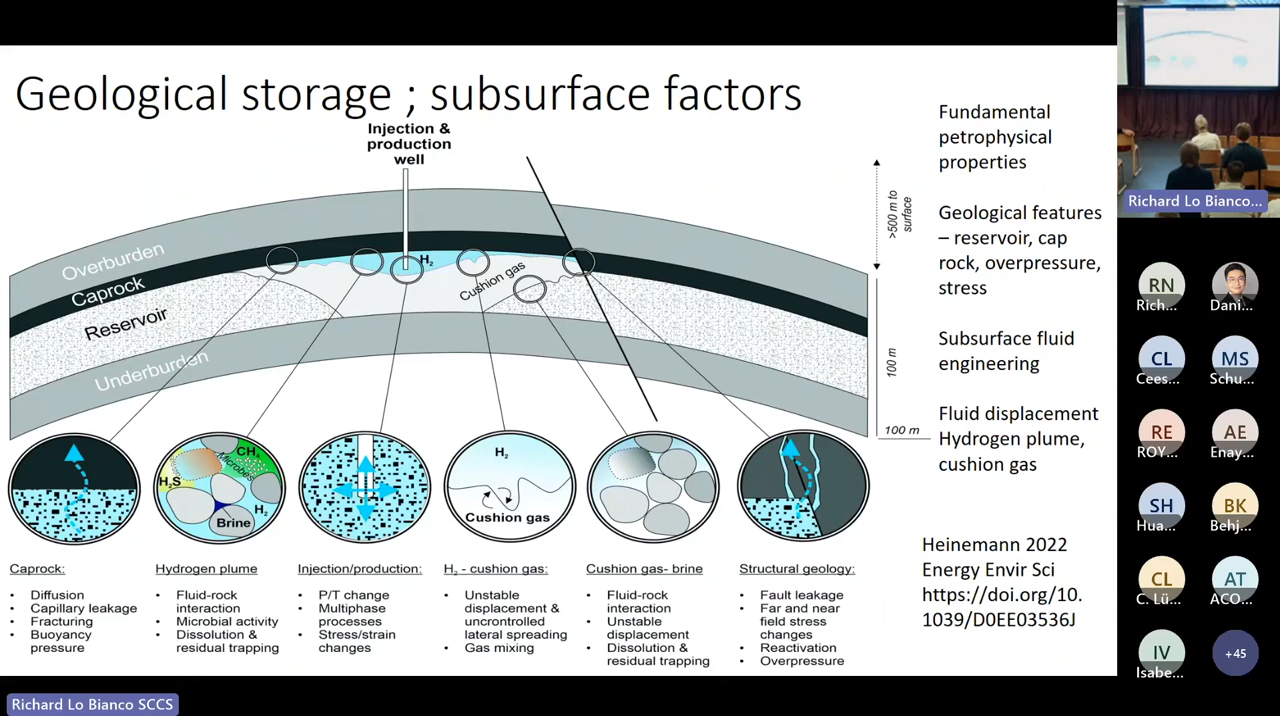 Geological storage ; subsurface factors
Injection &
production
well
>500 m to
surface
100 m
100 m
Overburden
Caprock
Reservoir
Underburden
H₂
Cushion gas
CH₄
Microbes
H₂S
H₂
Brine
H₂
Cushion gas
Caprock:
• Diffusion
• Capillary leakage
• Fracturing
• Buoyancy
pressure
Hydrogen plume
• Fluid-rock
interaction
• Microbial activity
• Dissolution &
residual trapping
Injection/production:
• P/T change
• Multiphase
processes
• Stress/strain
changes
H₂ - cushion gas:
• Unstable
displacement &
uncontrolled
lateral spreading
• Gas mixing
Cushion gas- brine
• Fluid-rock
interaction
• Unstable
displacement
• Dissolution &
residual trapping
Structural geology:
• Fault leakage
• Far and near
field stress
changes
• Reactivation
• Overpressure
Fundamental
petrophysical
properties
Geological features
– reservoir, cap
rock, overpressure,
stress
Subsurface fluid
engineering
Fluid displacement
Hydrogen plume,
cushion gas
Heinemann 2022
Energy Envir Sci
https://doi.org/10.
1039/D0EE03536J
Richard Lo Bianco...
RN
Rich...
Dani...
CL
Cees...
MS
Schu...
RE
ROY...
AE
Enay...
SH
Hua...
BK
Behj...
CL
C. Lü...
AT
ACO...
IV
Isabe...
+45
Richard Lo Bianco SCCS